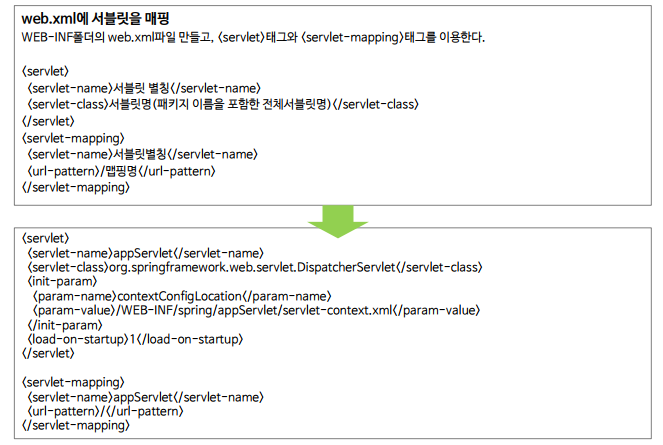 web.xml에 서블릿을 매핑
WEB-INF폴더의 web.xml파일 만들고, <servlet>태그와 <servlet-mapping>태그를 이용한다.
<servlet>
<servlet-name>서블릿 별칭</servlet-name>
<servlet-class>서블릿명(패키지 이름을 포함한 전체서블릿명)</servlet-class>
</servlet>
<servlet-mapping>
<servlet-name>서블릿별칭</servlet-name>
<url-pattern>/맵핑명</url-pattern>
</servlet-mapping>
<servlet>
<servlet-name>appServlet</servlet-name>
<servlet-class>org.springframework.web.servlet.DispatcherServlet</servlet-class>
<init-param>
<param-name>contextConfigLocation</param-name>
<param-value>/WEB-INF/spring/appServlet/servlet-context.xml</param-value>
</init-param>
<load-on-startup>1</load-on-startup>
</servlet>
<servlet-mapping>
<servlet-name>appServlet</servlet-name>
<url-pattern>/</url-pattern>
</servlet-mapping>